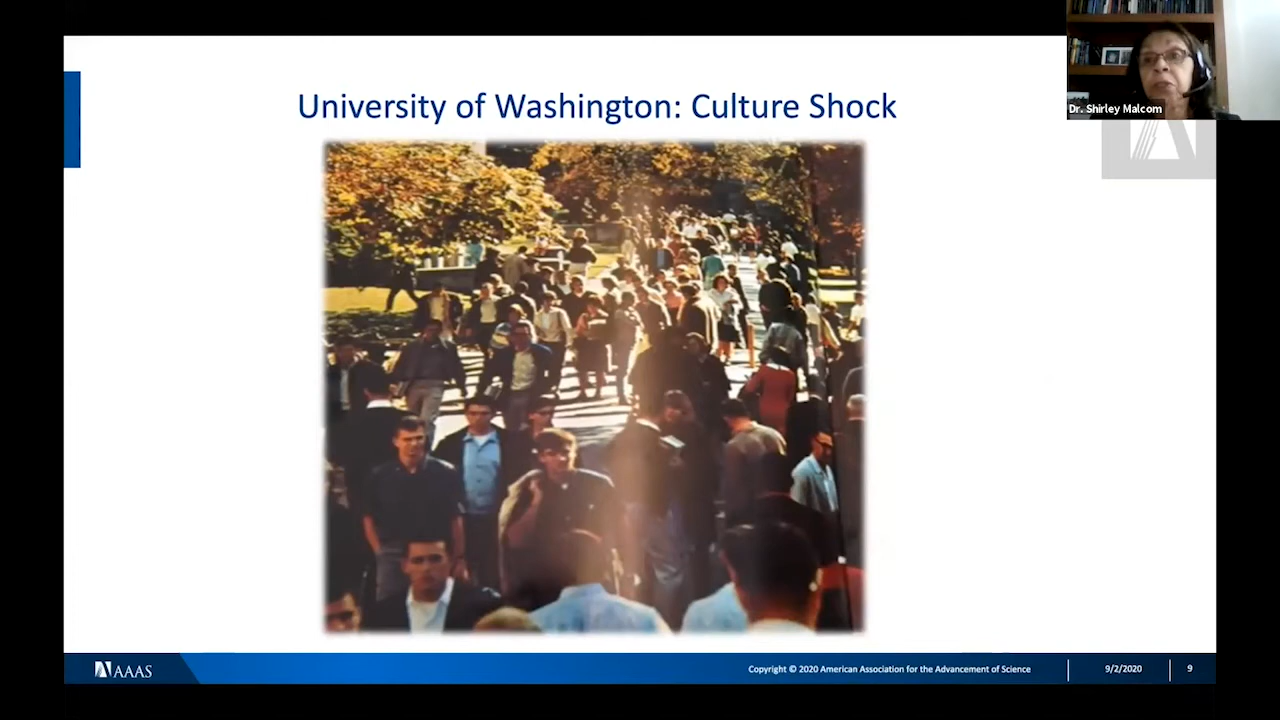 University of Washington: Culture Shock
Dr. Shirley Malcom
AAAS
Copyright © 2020 American Association for the Advancement of Science
9/2/2020
9